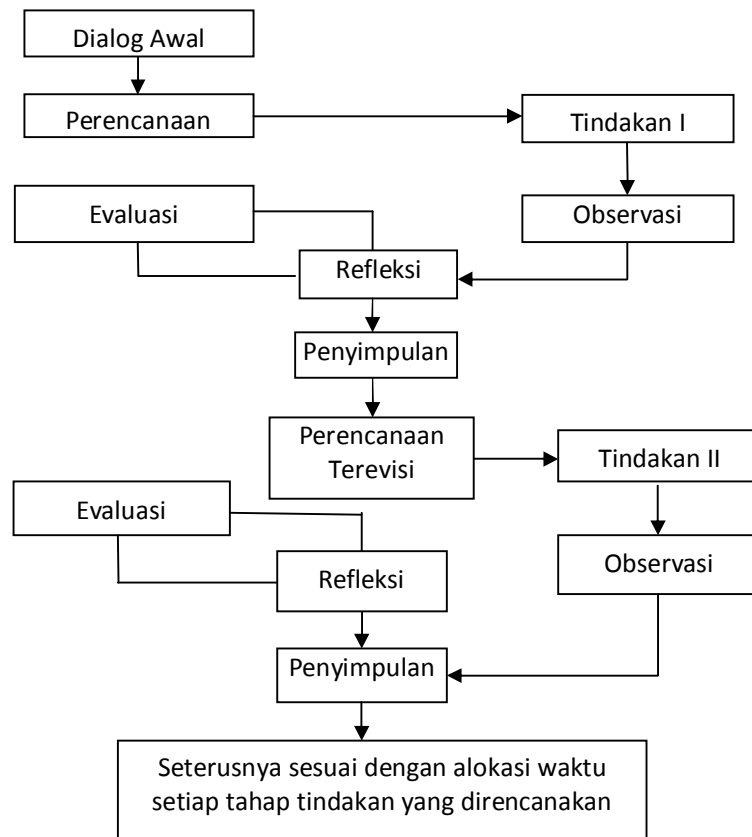 Dialog Awal
Perencanaan
Tindakan I
Evaluasi
Observasi
Refleksi
Penyimpulan
Perencanaan
Terevisi
Tindakan II
Evaluasi
Observasi
Refleksi
Penyimpulan
Seterusnya sesuai dengan alokasi waktu
setiap tahap tindakan yang direncanakan